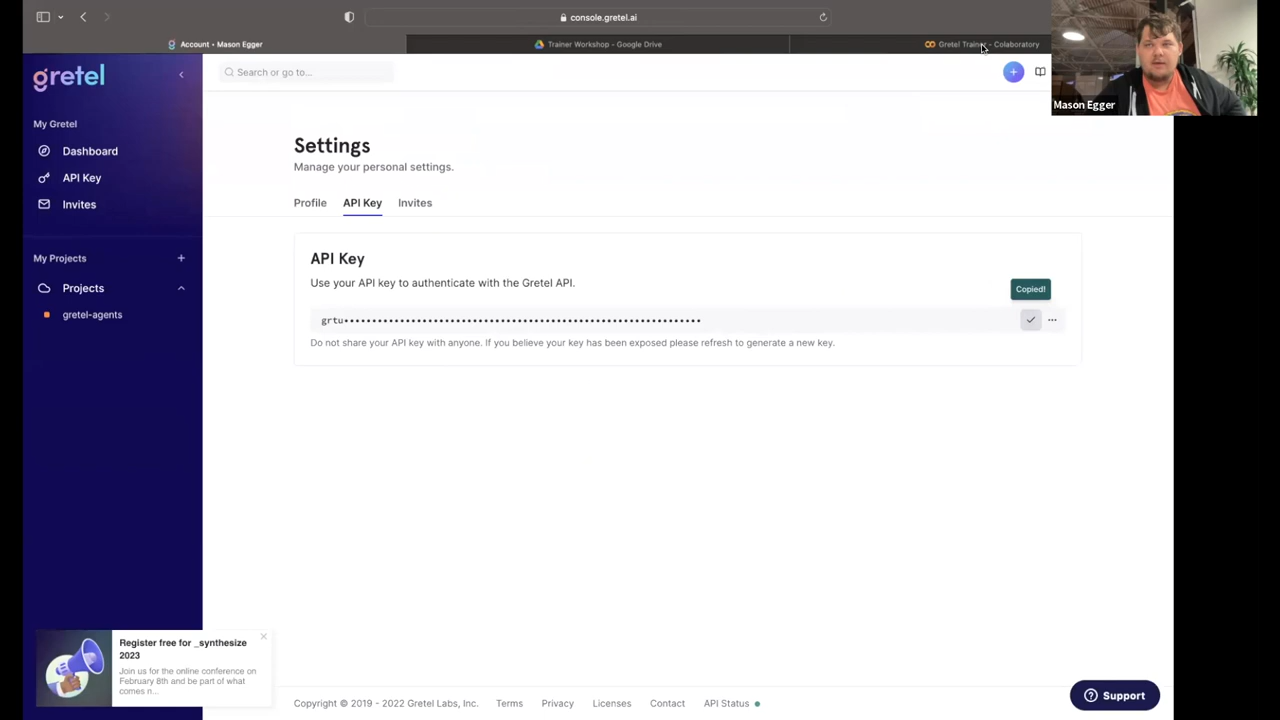 console.gretel.ai
Account • Mason Egger
Trainer Workshop - Google Drive
Gretel Trainer - Colaboratory
gretel
Search or go to...
Mason Egger
My Gretel
Dashboard
API Key
Invites
My Projects
Projects
gretel-agents
Settings
Manage your personal settings.
Profile
API Key
Invites
API Key
Use your API key to authenticate with the Gretel API.
Copied!
grtu••••••••••••••••••••••••••••••••••••••••••••••••••••••••••••••••
Do not share your API key with anyone. If you believe your key has been exposed please refresh to generate a new key.
Register free for _synthesize
2023
Join us for the online conference on
February 8th and be part of what
comes n...
Copyright © 2019 - 2022 Gretel Labs, Inc.
Terms
Privacy
Licenses
Contact
API Status
Support